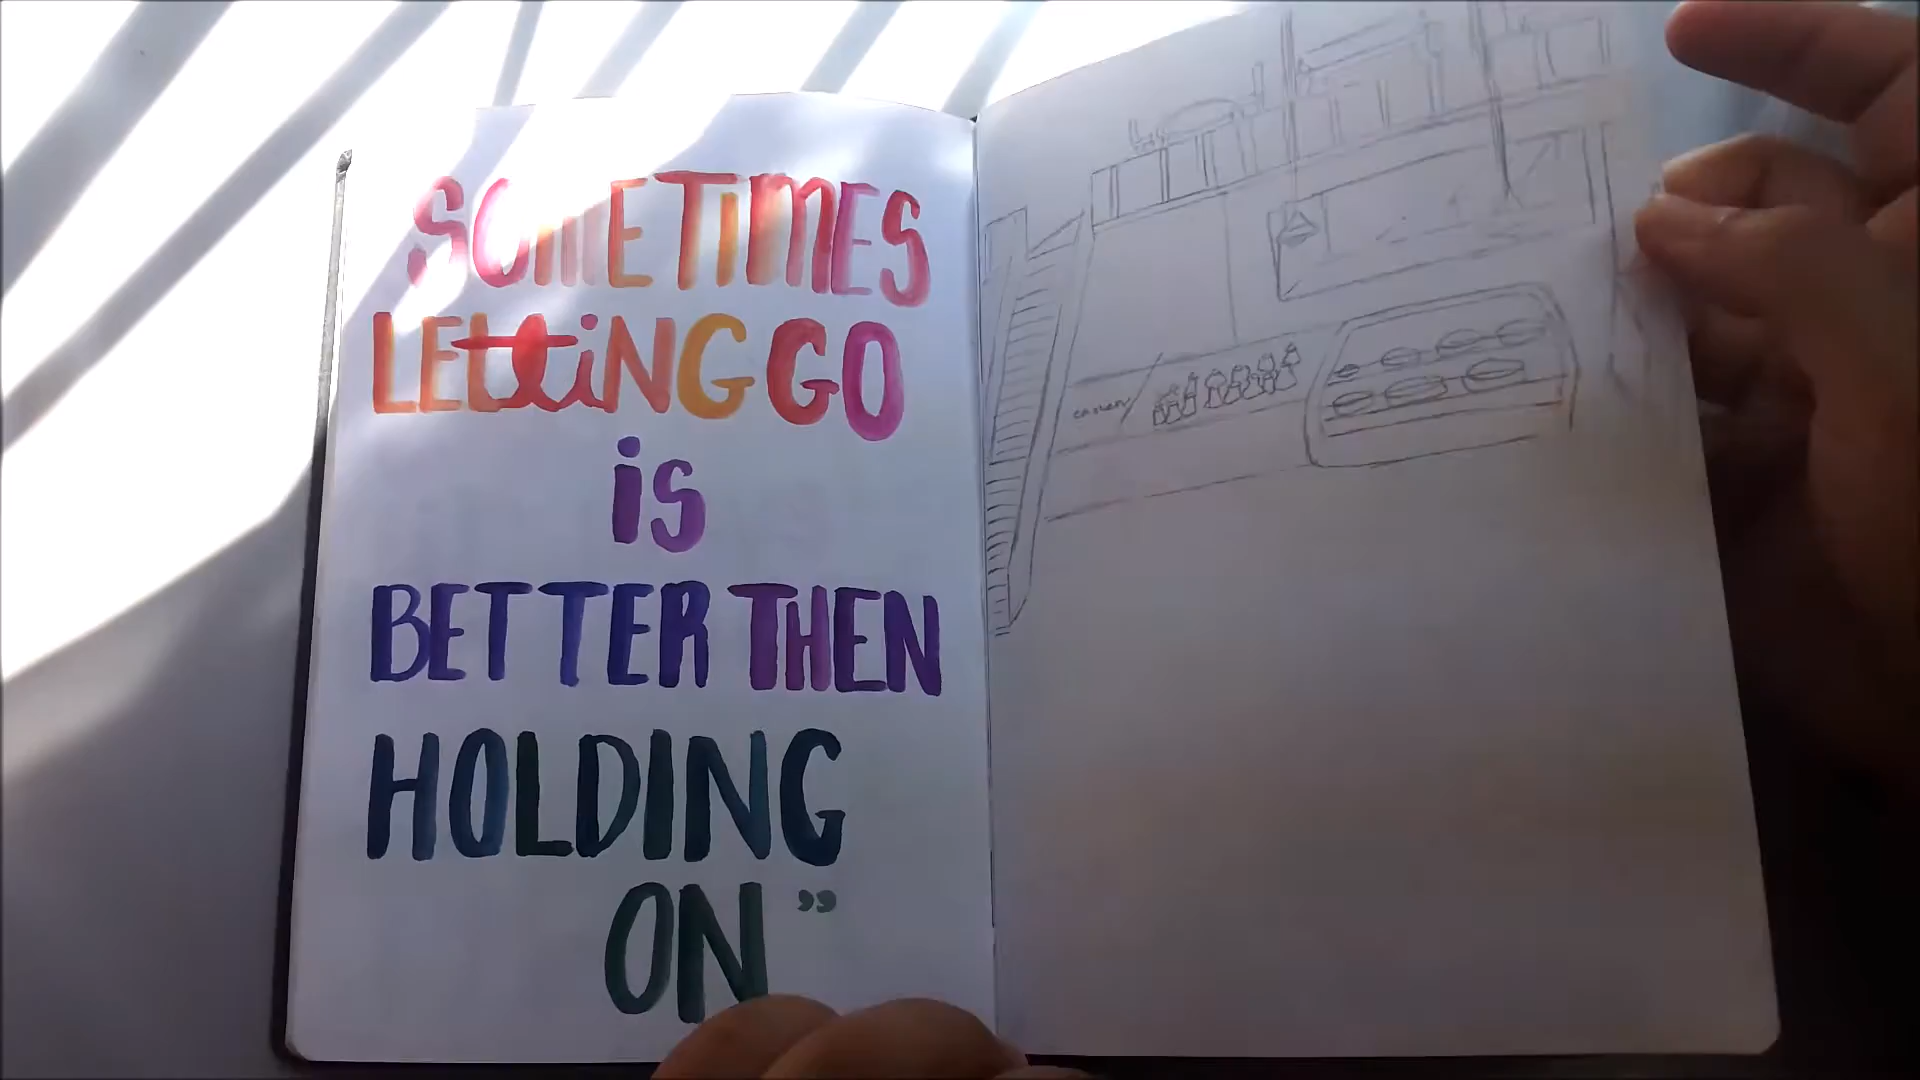 SOMETIMES
LETTiNG GO
is
BETTER THEN
HOLDING
ON”